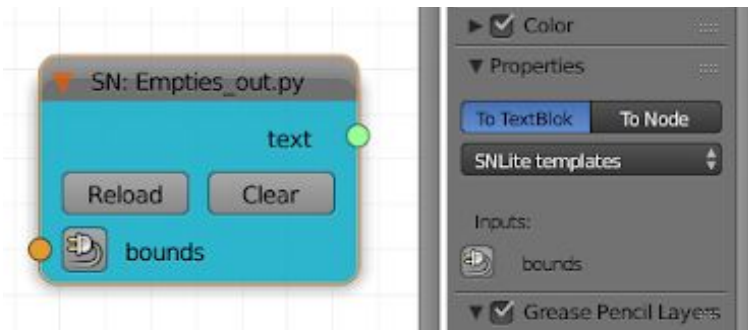 SN: Empties_out.py
text
Reload Clear
bounds
Color
Properties
To TextBlok To Node
SNLite templates
Inputs:
bounds
Grease Pencil Layers